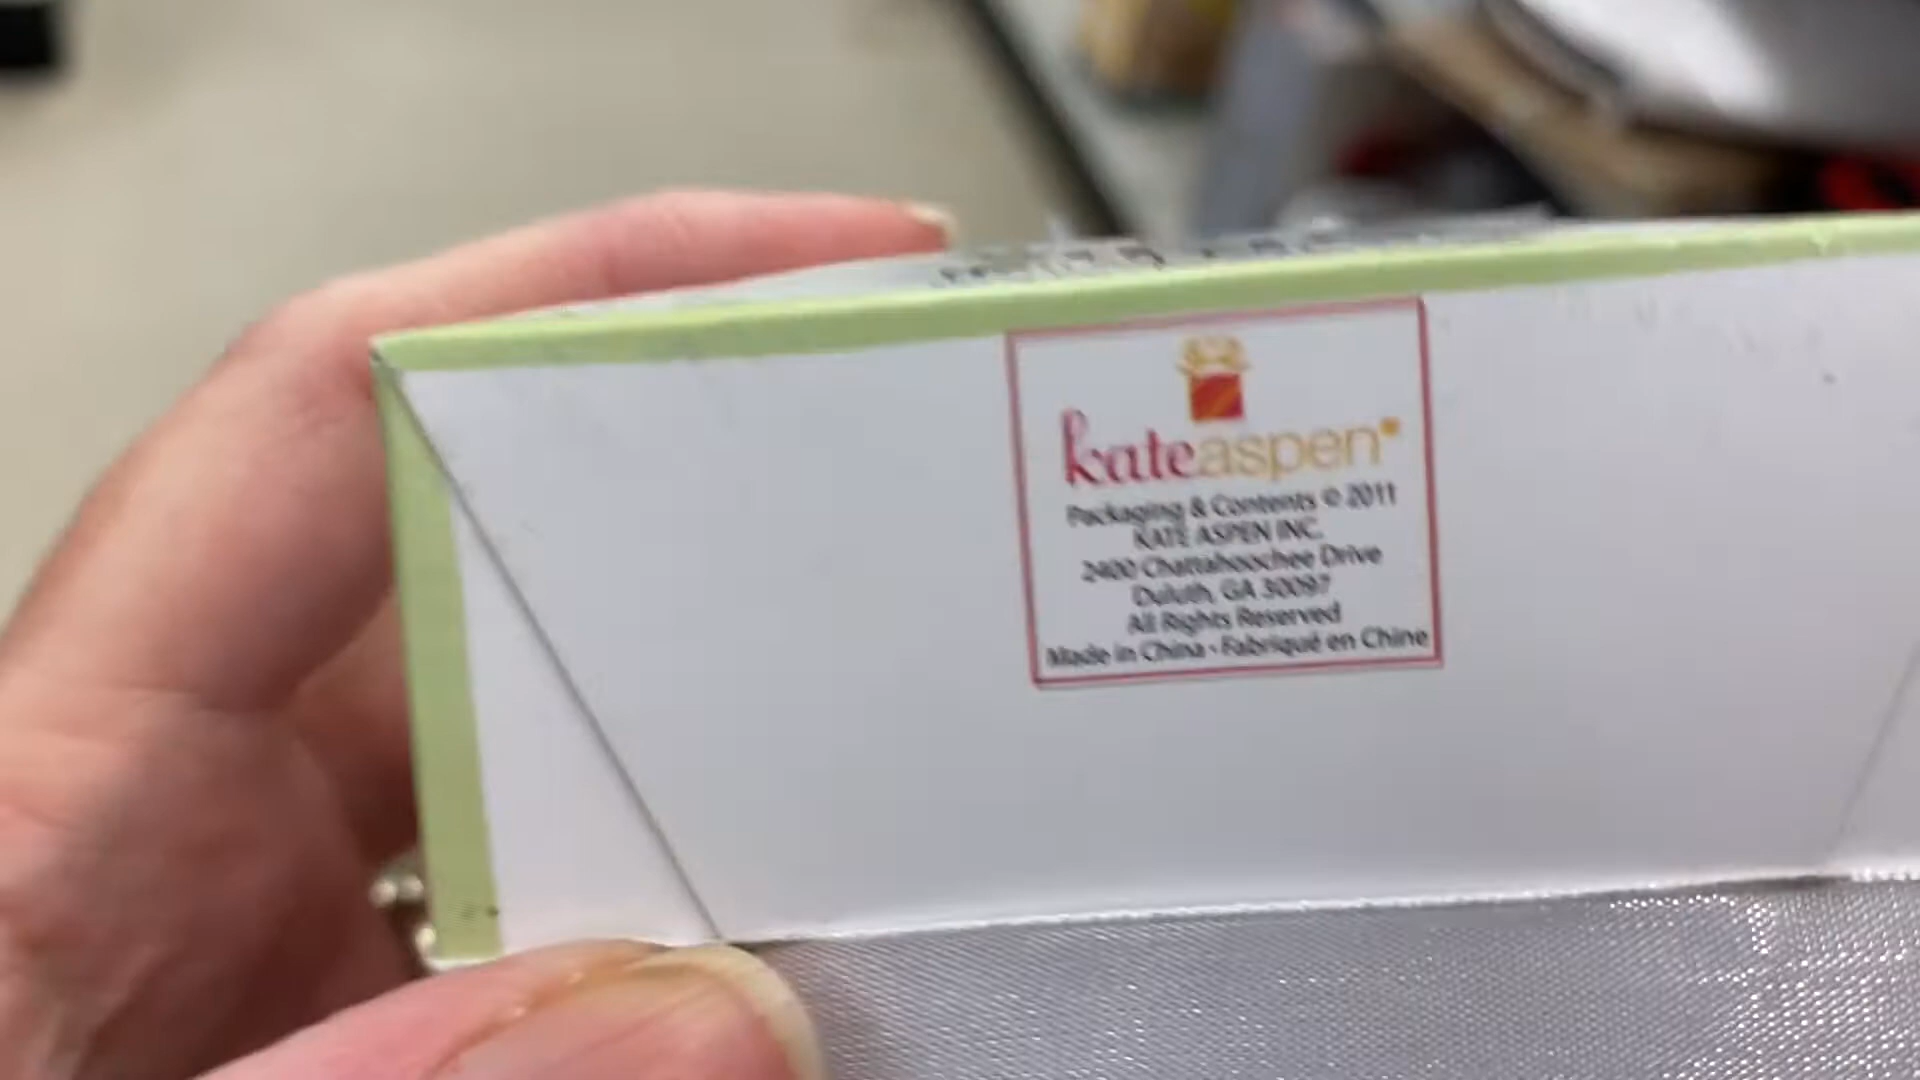 kateaspen
Packaging & Contents © 2011
KATE ASPEN INC.
2400 Chattahoochee Drive
Duluth, GA 30097
All Rights Reserved
Made in China • Fabriqué en Chine